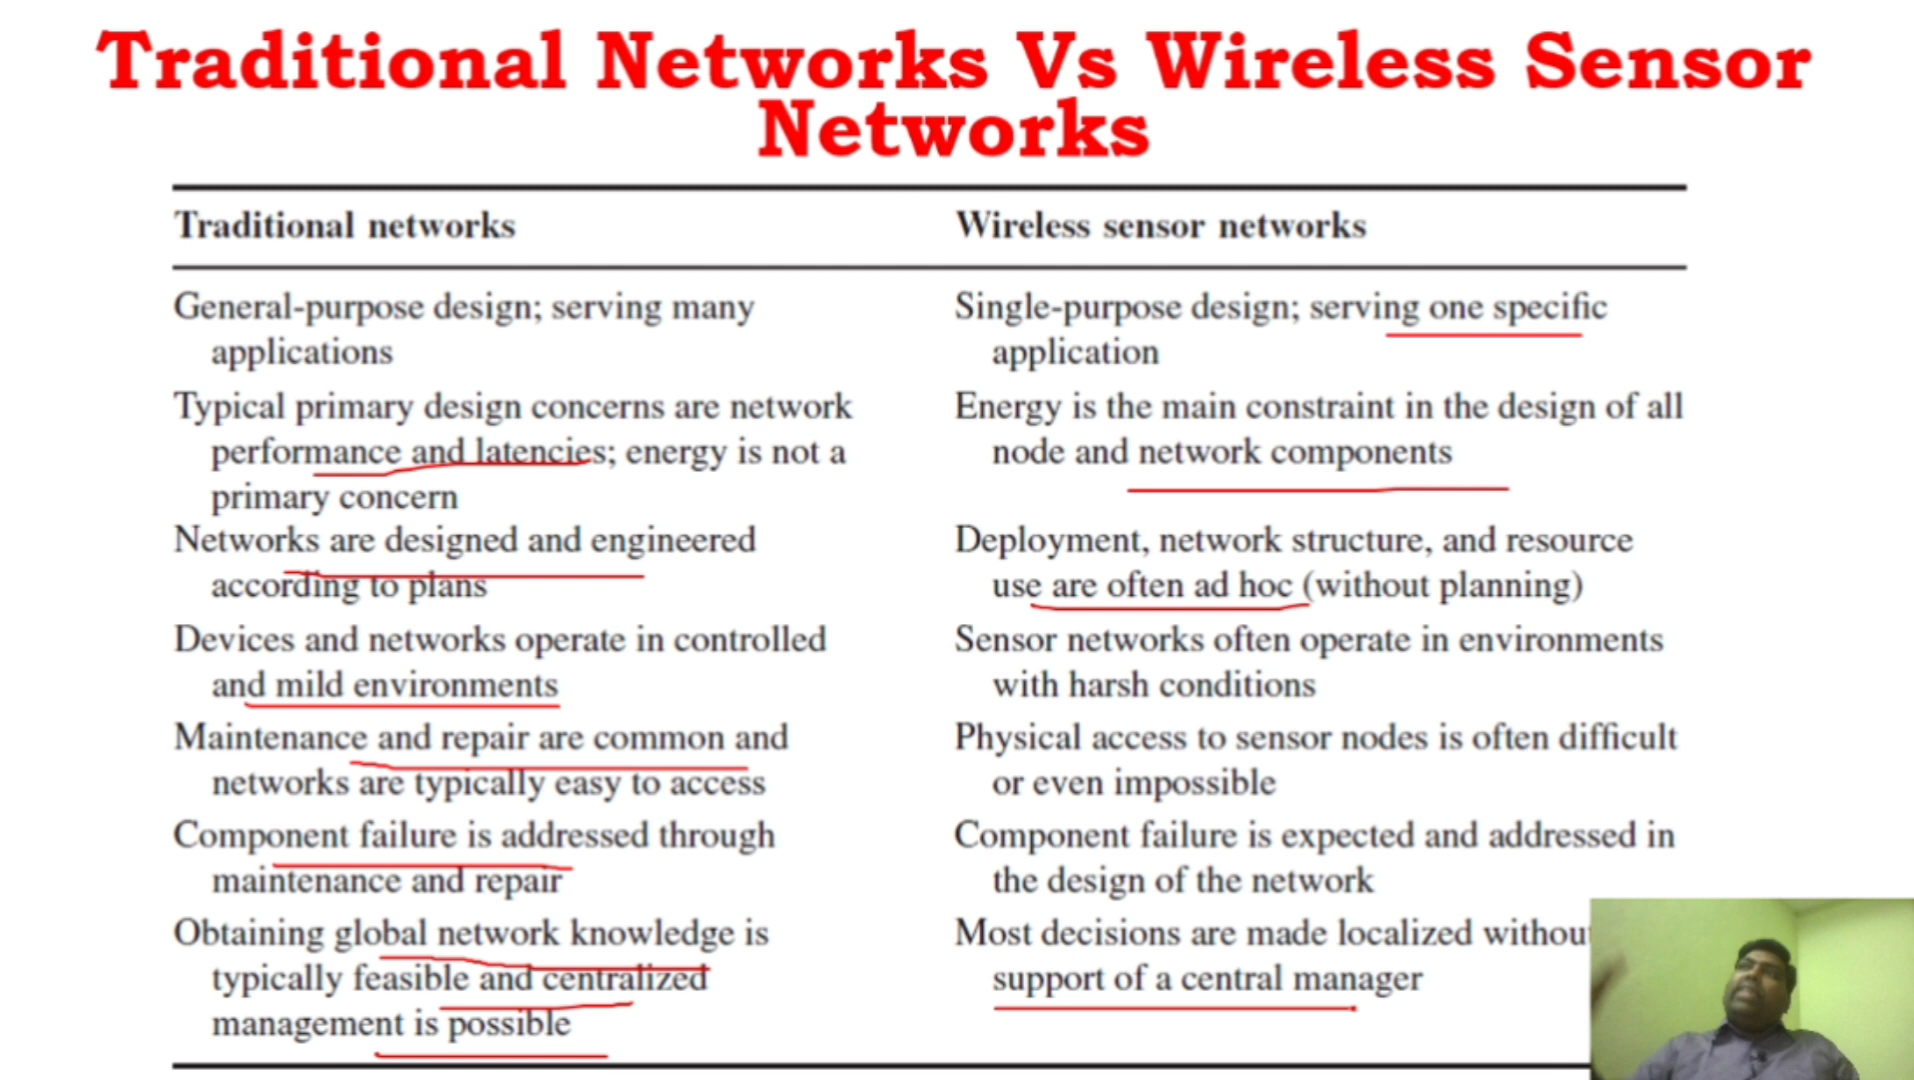 Traditional Networks Vs Wireless Sensor
Networks
Traditional networks
Wireless sensor networks
General-purpose design; serving many
applications
Single-purpose design; serving one specific
application
Typical primary design concerns are network
performance and latencies; energy is not a
primary concern
Energy is the main constraint in the design of all
node and network components
Networks are designed and engineered
according to plans
Deployment, network structure, and resource
use are often ad hoc (without planning)
Devices and networks operate in controlled
and mild environments
Sensor networks often operate in environments
with harsh conditions
Maintenance and repair are common and
networks are typically easy to access
Physical access to sensor nodes is often difficult
or even impossible
Component failure is addressed through
maintenance and repair
Component failure is expected and addressed in
the design of the network
Obtaining global network knowledge is
typically feasible and centralized
management is possible
Most decisions are made localized without
support of a central manager